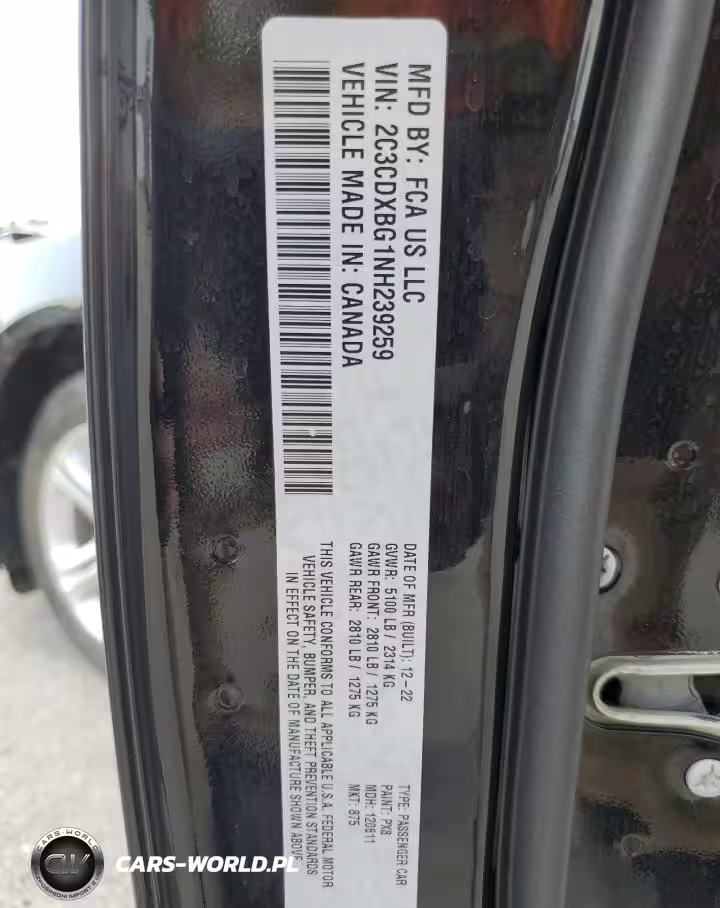 MFD BY: FCA US LLC
VIN: 2C3CDXBG1NH239259
VEHICLE MADE IN: CANADA
DATE OF MFR (BUILT): 12-22
GVWR: 5100 LB / 2314 KG
GAWR FRONT: 2810 LB / 1275 KG
GAWR REAR: 2810 LB / 1275 KG
TYPE: PASSENGER CAR
PAINT: PX8
MDH: 120611
MKT: 875
THIS VEHICLE CONFORMS TO ALL APPLICABLE U.S.A. FEDERAL MOTOR
VEHICLE SAFETY, BUMPER, AND THEFT PREVENTION STANDARDS
IN EFFECT ON THE DATE OF MANUFACTURE SHOWN ABOVE.
CARS-WORLD
CW
CARS-WORLD.PL